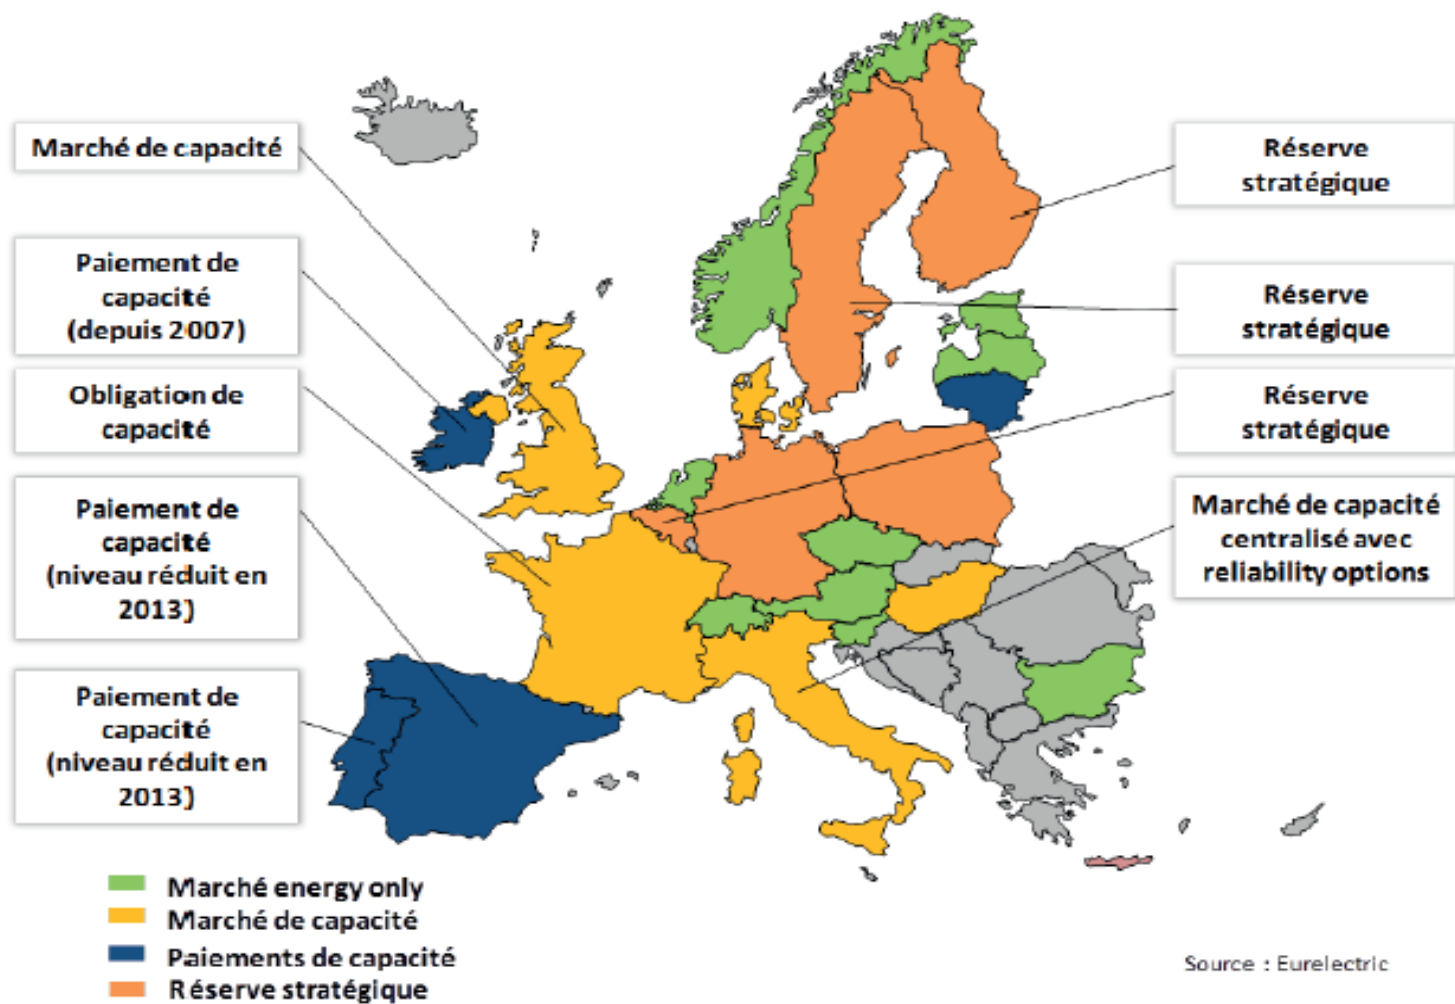 Marché de capacité
Paiement de
capacité
(depuis 2007)
Obligation de
capacité
Paiement de
capacité
(niveau réduit en
2013)
Paiement de
capacité
(niveau réduit en
2013)
Réserve
stratégique
Réserve
stratégique
Réserve
stratégique
Marché de capacité
centralisé avec
reliability options
Marché energy only
Marché de capacité
Paiements de capacité
Réserve stratégique
Source : Eurelectric